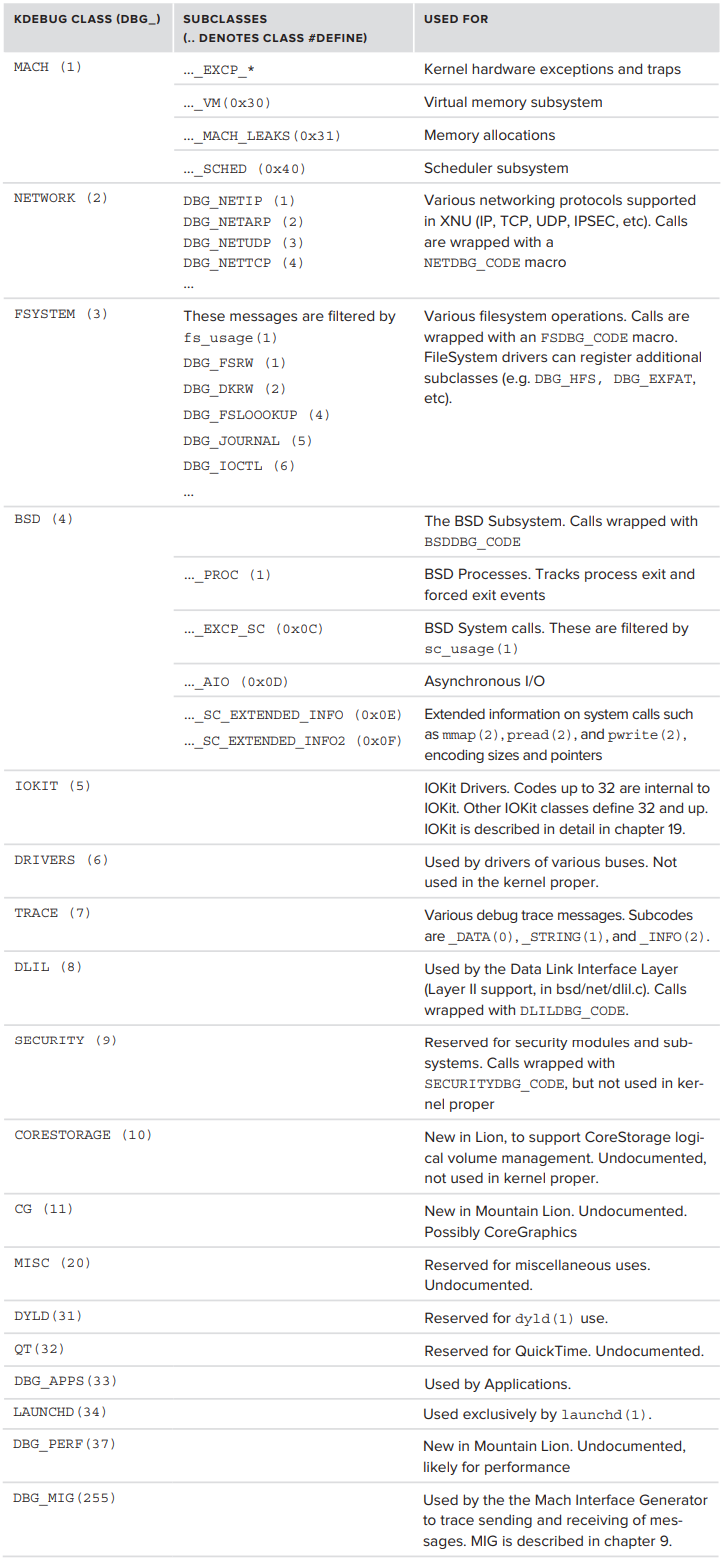 KDEBUG CLASS (DBG_)
SUBCLASSES
(.. DENOTES CLASS #DEFINE)
USED FOR
MACH (1)
…_EXCP_*
Kernel hardware exceptions and traps
…_VM(0x30)
Virtual memory subsystem
…_MACH_LEAKS(0x31)
Memory allocations
…_SCHED (0x40)
Scheduler subsystem
NETWORK (2)
DBG_NETIP (1)
DBG_NETARP (2)
DBG_NETUDP (3)
DBG_NETTCP (4)
…
Various networking protocols supported
in XNU (IP, TCP, UDP, IPSEC, etc). Calls
are wrapped with a
NETDBG_CODE macro
FSYSTEM (3)
These messages are filtered by
fs_usage(1)
DBG_FSRW (1)
DBG_DKRW (2)
DBG_FSLOOOKUP (4)
DBG_JOURNAL (5)
DBG_IOCTL (6)
…
Various filesystem operations. Calls are
wrapped with an FSDBG_CODE macro.
FileSystem drivers can register additional
subclasses (e.g. DBG_HFS, DBG_EXFAT,
etc).
BSD (4)
The BSD Subsystem. Calls wrapped with
BSDDBG_CODE
…_PROC (1)
BSD Processes. Tracks process exit and
forced exit events
…_EXCP_SC (0x0C)
BSD System calls. These are filtered by
sc_usage(1)
…_AIO (0x0D)
Asynchronous I/O
…_SC_EXTENDED_INFO (0x0E)
…_SC_EXTENDED_INFO2 (0x0F)
Extended information on system calls such
as mmap(2), pread(2), and pwrite(2),
encoding sizes and pointers
IOKIT (5)
IOKit Drivers. Codes up to 32 are internal to
IOKit. Other IOKit classes define 32 and up.
IOKit is described in detail in chapter 19.
DRIVERS (6)
Used by drivers of various buses. Not
used in the kernel proper.
TRACE (7)
Various debug trace messages. Subcodes
are _DATA(0), _STRING(1), and _INFO(2).
DLIL (8)
Used by the Data Link Interface Layer
(Layer II support, in bsd/net/dlil.c). Calls
wrapped with DLILDBG_CODE.
SECURITY (9)
Reserved for security modules and sub-
systems. Calls wrapped with
SECURITYDBG_CODE, but not used in ker-
nel proper
CORESTORAGE (10)
New in Lion, to support CoreStorage logi-
cal volume management. Undocumented,
not used in kernel proper.
CG (11)
New in Mountain Lion. Undocumented.
Possibly CoreGraphics
MISC (20)
Reserved for miscellaneous uses.
Undocumented.
DYLD(31)
Reserved for dyld(1) use.
QT(32)
Reserved for QuickTime. Undocumented.
DBG_APPS(33)
Used by Applications.
LAUNCHD(34)
Used exclusively by launchd(1).
DBG_PERF(37)
New in Mountain Lion. Undocumented,
likely for performance
DBG_MIG(255)
Used by the the Mach Interface Generator
to trace sending and receiving of mes-
sages. MIG is described in chapter 9.